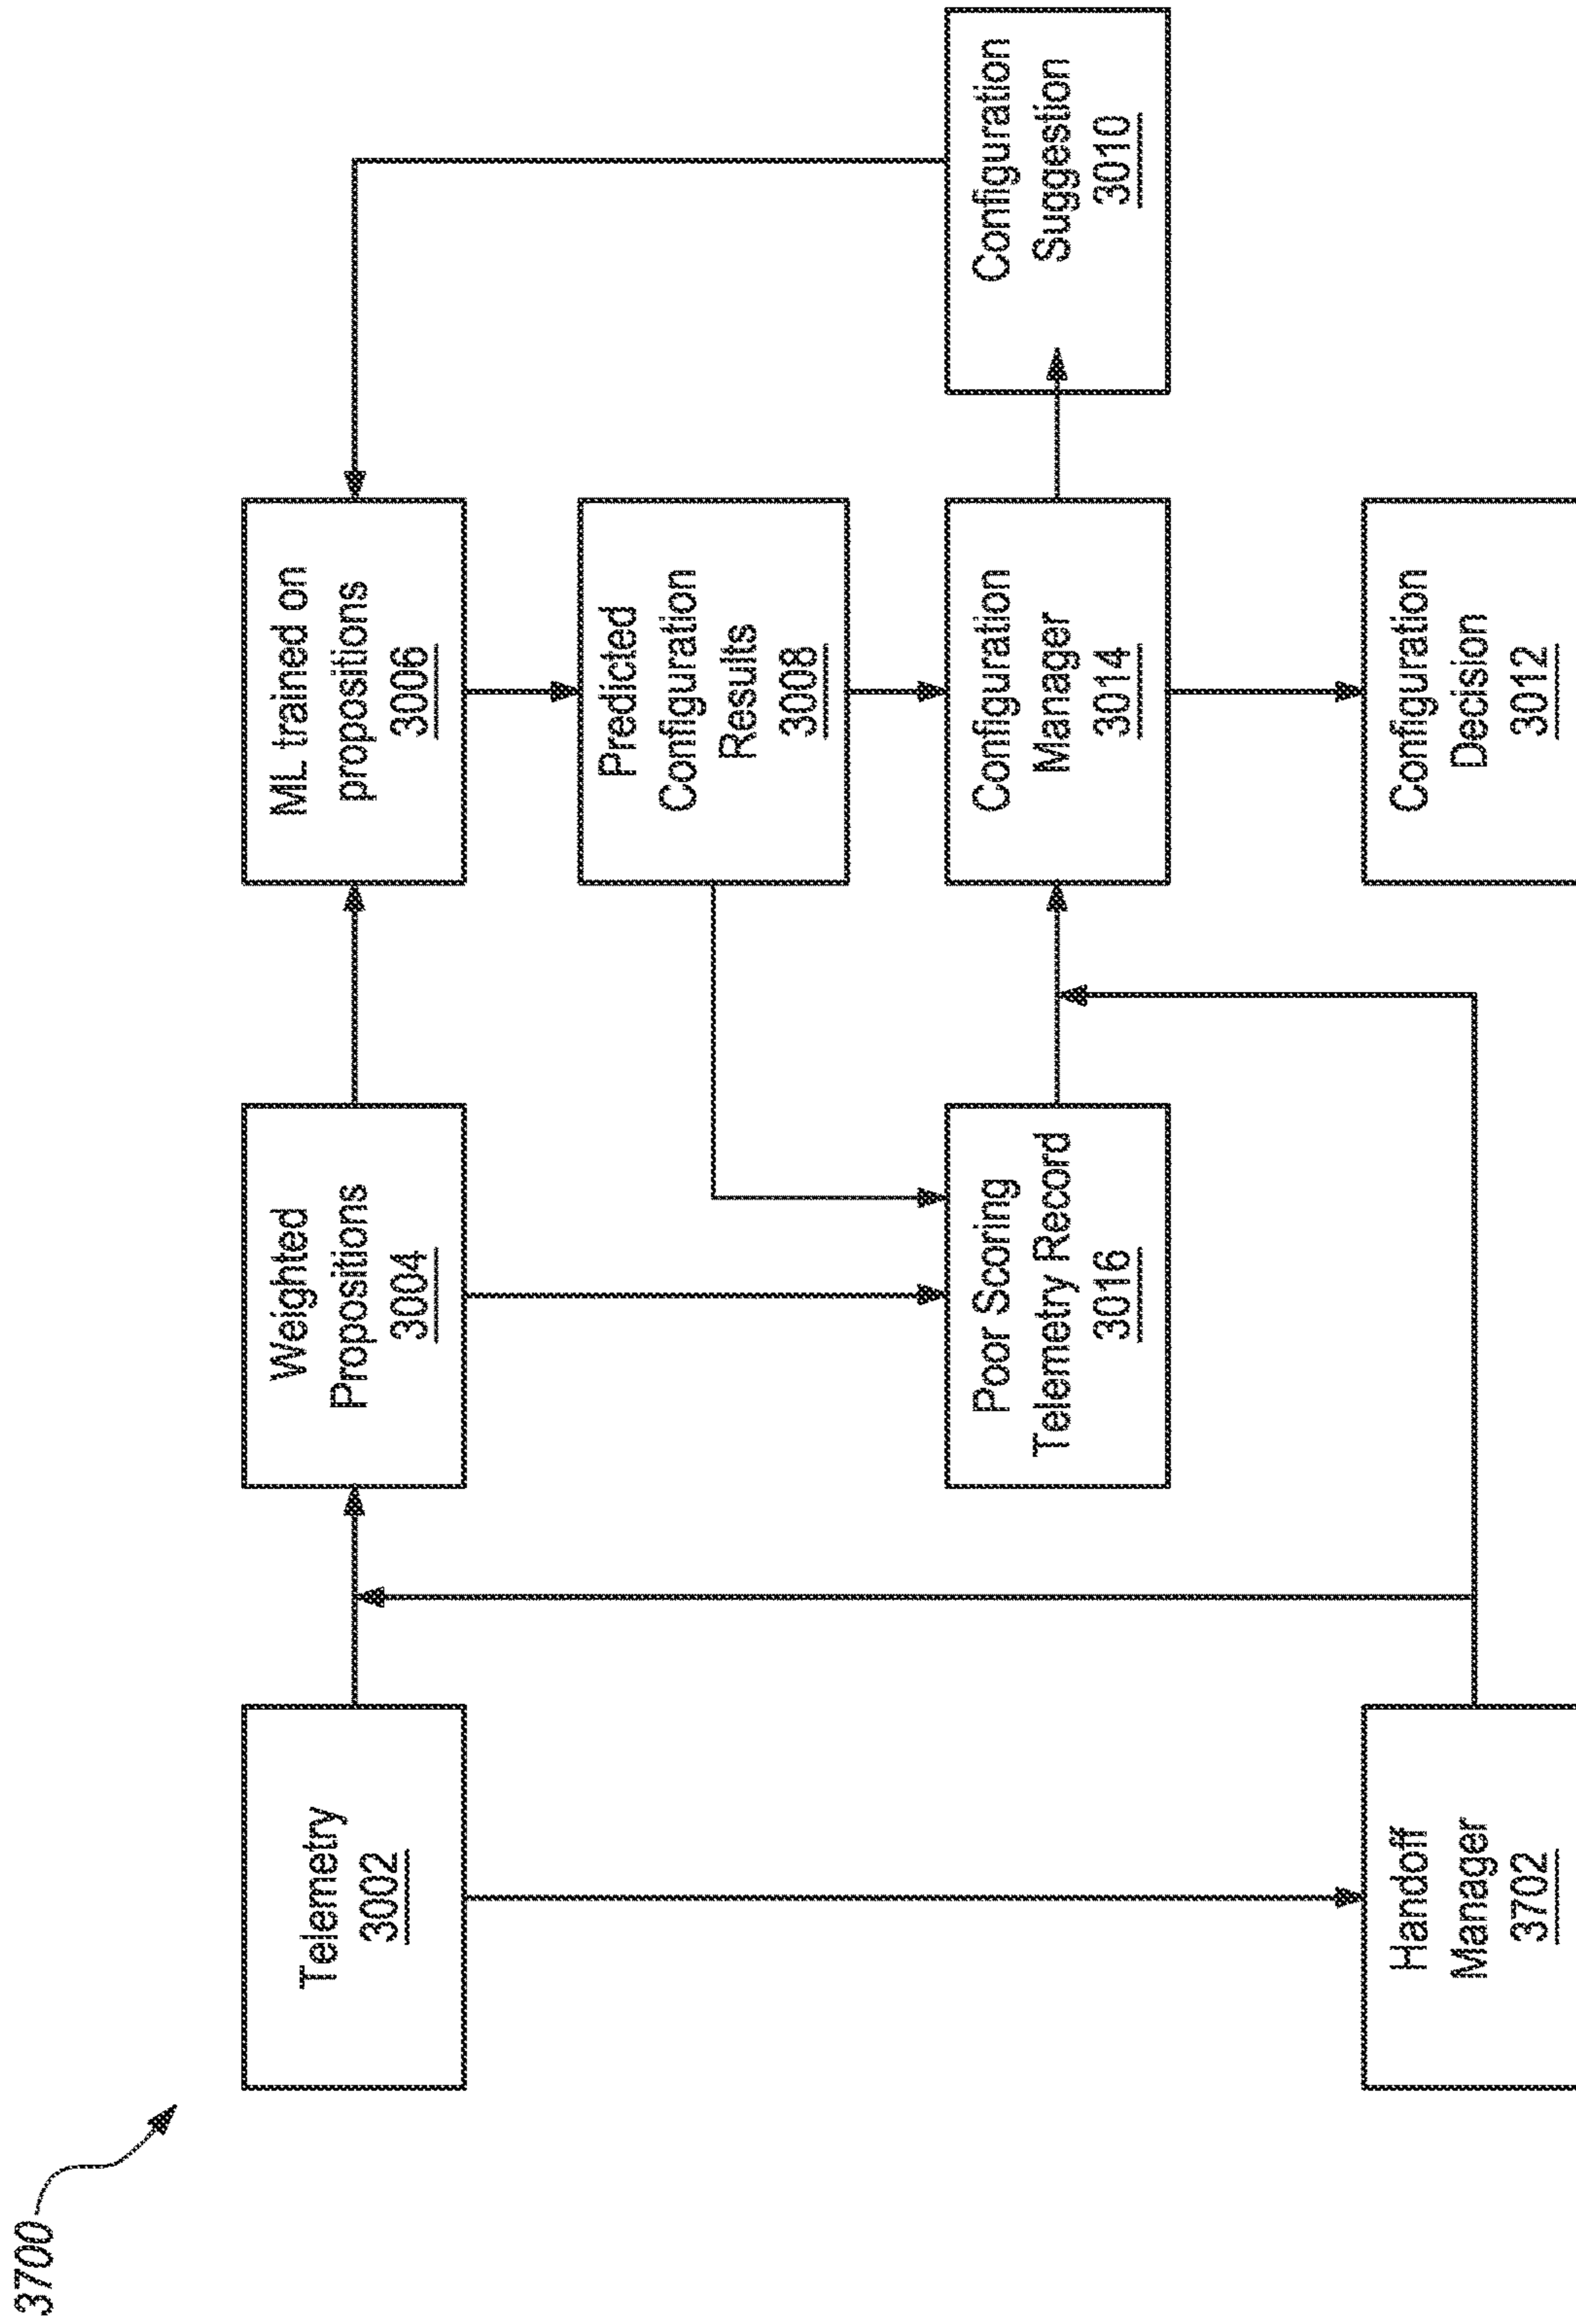 3700
Telemetry
3002
Weighted
Propositions
3004
ML trained on
propositions
3006
Predicted
Configuration
Results
3008
Poor Scoring
Telemetry Record
3016
Configuration
Manager
3014
Configuration
Suggestion
3010
Handoff
Manager
3702
Configuration
Decision
3012